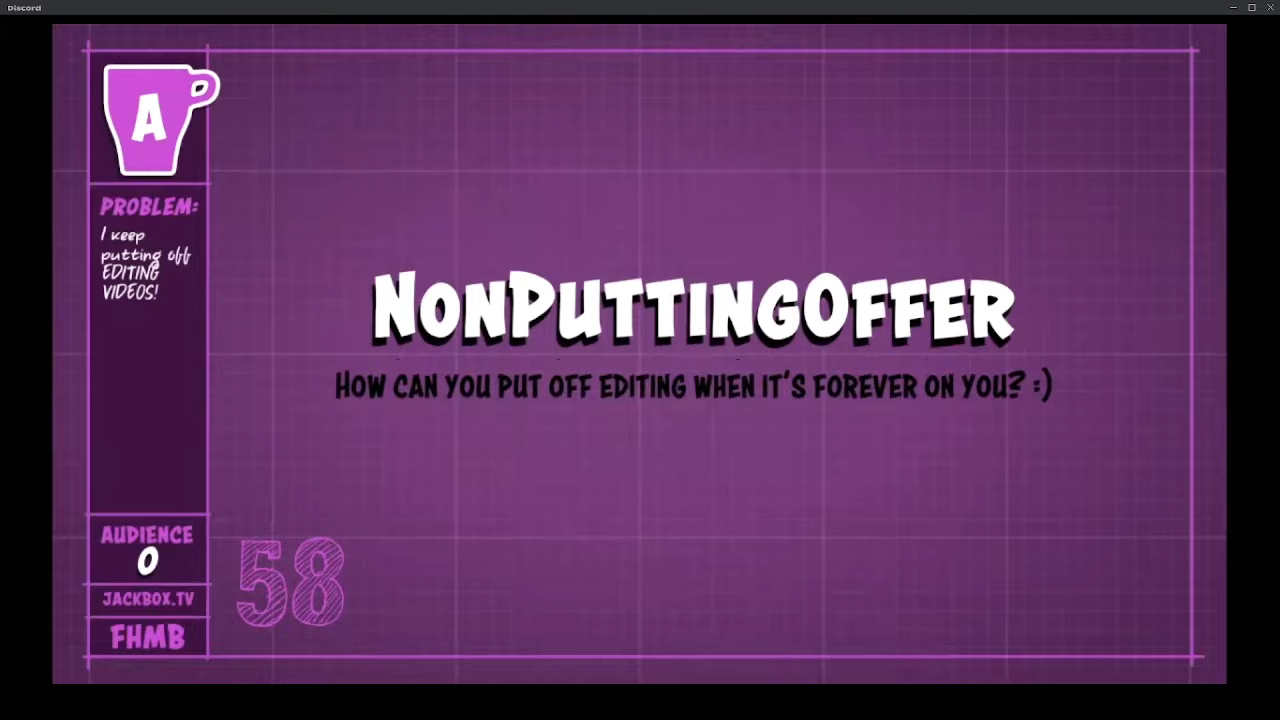 Discord
A
PROBLEM:
I keep
putting off
EDITING
VIDEOS!
NONPUTTINGOFFER
HOW CAN YOU PUT OFF EDITING WHEN IT'S FOREVER ON YOU? :)
AUDIENCE
0
JACKBOX.TV
FHMB
58